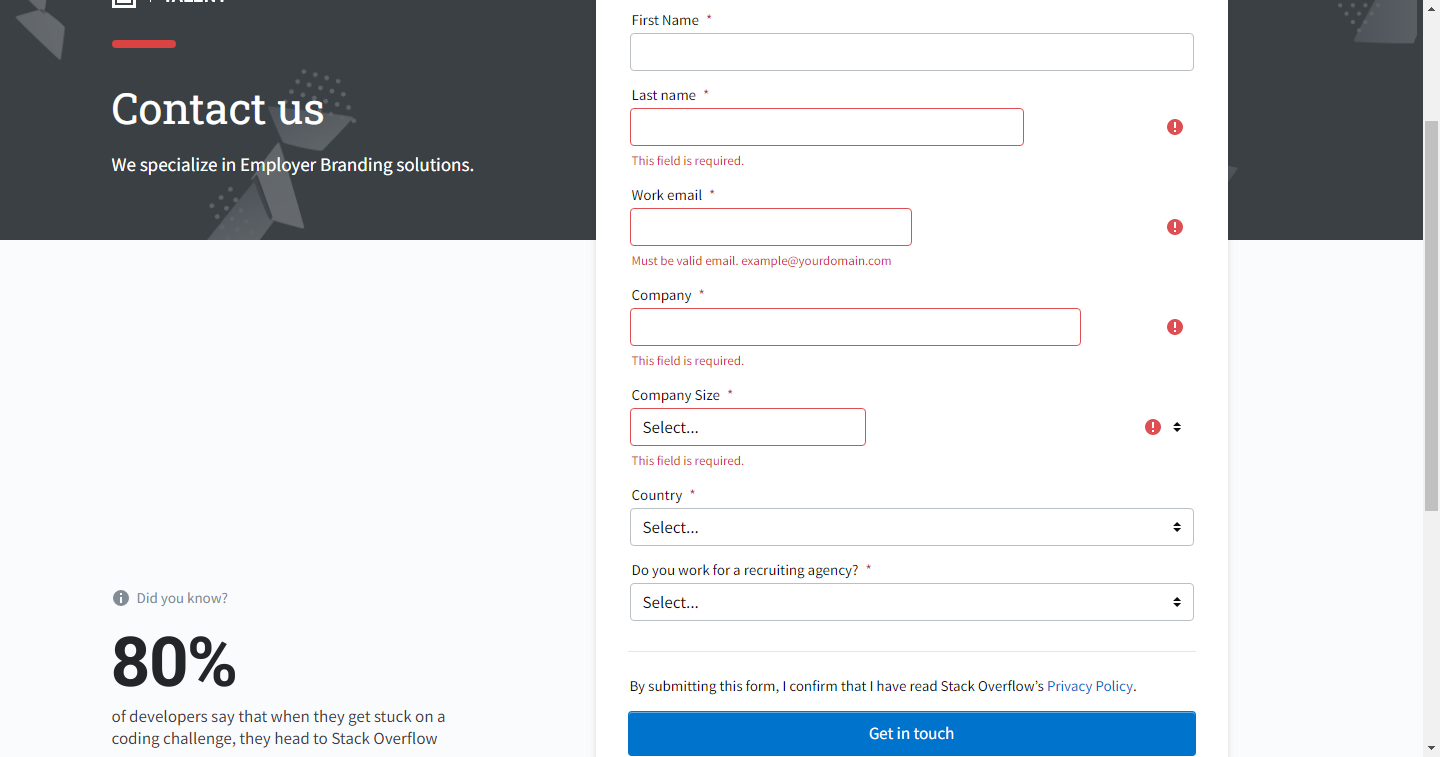 Contact us
We specialize in Employer Branding solutions.
Did you know?
80%
of developers say that when they get stuck on a
coding challenge, they head to Stack Overflow
First Name *
Last name *
This field is required.
Work email *
Must be valid email. example@yourdomain.com
Company *
This field is required.
Company Size *
Select...
This field is required.
Country *
Select...
Do you work for a recruiting agency? *
Select...
By submitting this form, I confirm that I have read Stack Overflow’s Privacy Policy.
Get in touch